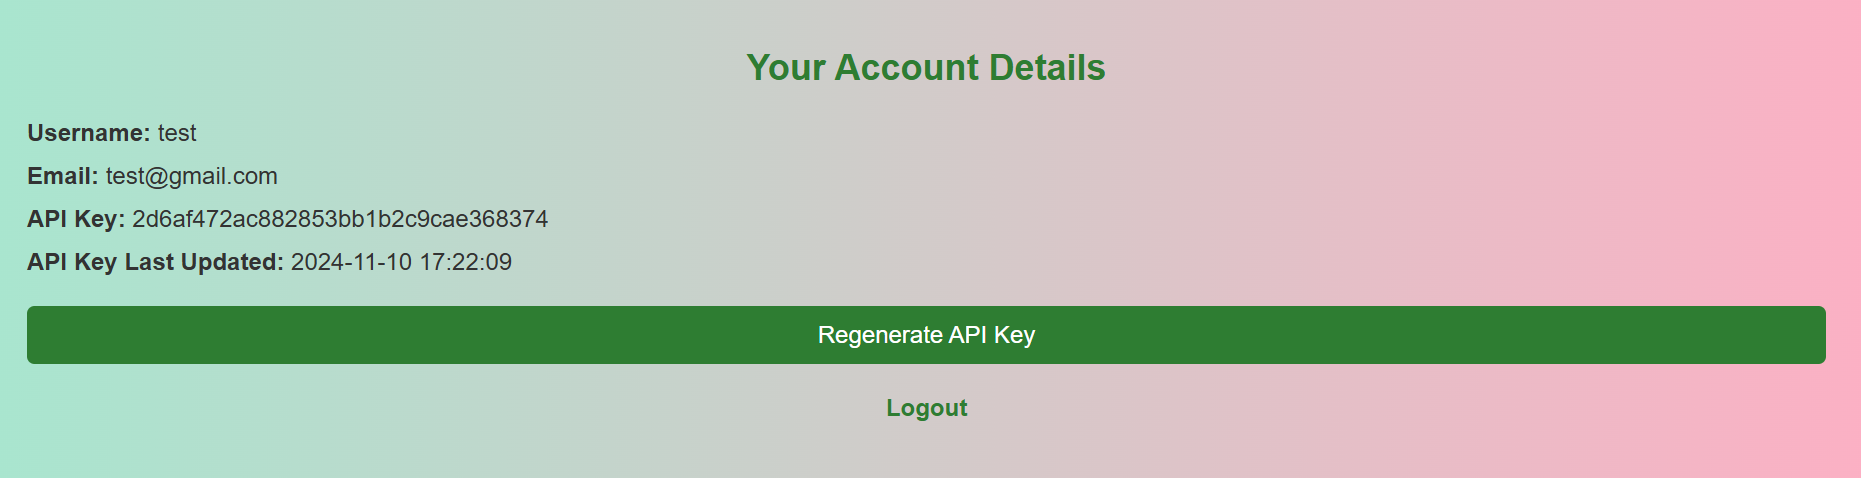 Your Account Details
Username: test
Email: test@gmail.com
API Key: 2d6af472ac882853bb1b2c9cae368374
API Key Last Updated: 2024-11-10 17:22:09
Regenerate API Key
Logout